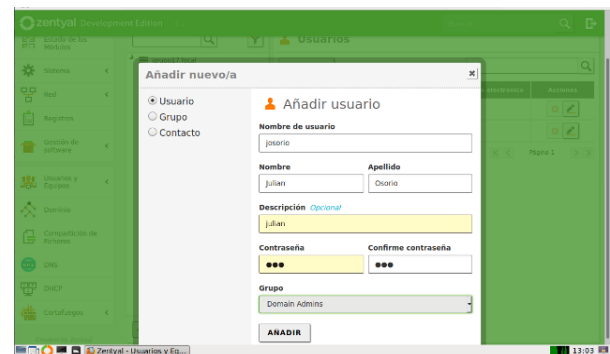 zentyal Development Edition
Estado de los
Módulos
Usuarios
Sistema
Red
Registros
Gestión de
software
Usuarios y
Equipos
Dominio
Compartición de
Ficheros
DNS
DHCP
Cortafuegos
Acciones
Página 1
Añadir nuevo/a
x
Usuario
Grupo
Contacto
Añadir usuario
Nombre de usuario
josorio
Nombre Apellido
Julian Osorio
Descripción Opcional
julian
Contraseña Confirme contraseña
●●● ●●●
Grupo
Domain Admins
AÑADIR
Zentyal - Usuarios y Eq...
13:03